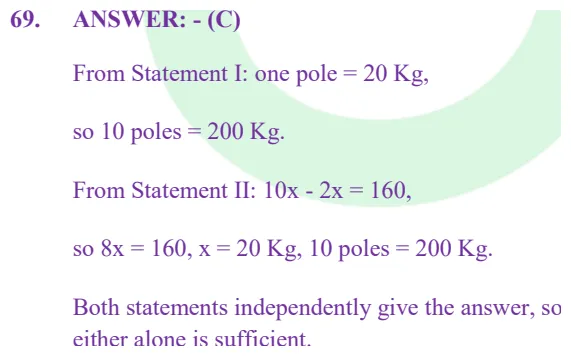 69. ANSWER: - (C)
From Statement I: one pole = 20 Kg,
so 10 poles = 200 Kg.
From Statement II: 10x - 2x = 160,
so 8x = 160, x = 20 Kg, 10 poles = 200 Kg.
Both statements independently give the answer, so
either alone is sufficient.